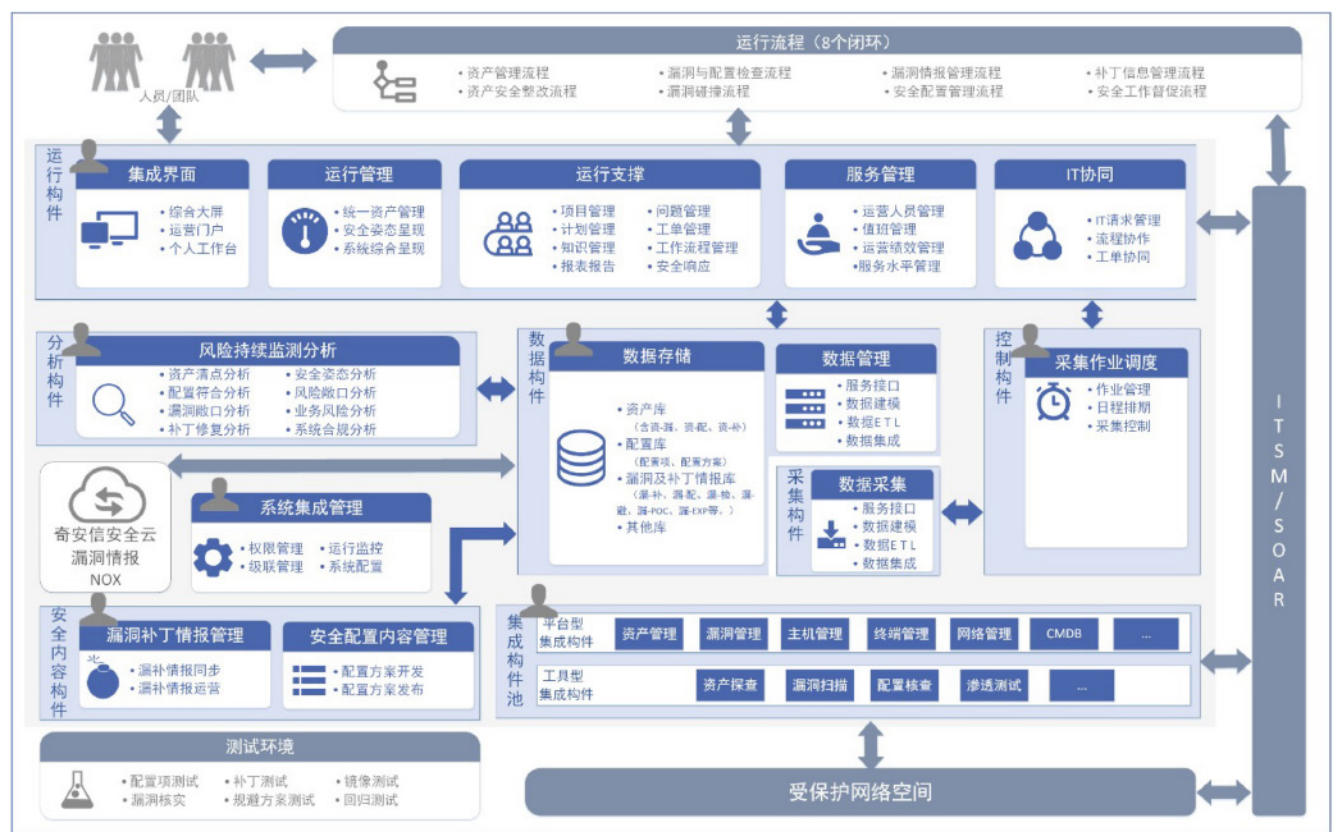 人员/团队
运行流程（8个闭环）
• 资产管理流程
• 资产安全整改流程
• 漏洞与配置检查流程
• 漏洞碰撞流程
• 漏洞情报管理流程
• 安全配置管理流程
• 补丁信息管理流程
• 安全工作督促流程
运行构件
集成界面
• 综合大屏
• 运营门户
• 个人工作台
运行管理
• 统一资产管理
• 安全姿态呈现
• 系统综合呈现
运行支撑
• 项目管理
• 计划管理
• 知识管理
• 报表报告
• 问题管理
• 工单管理
• 工作流程管理
• 安全响应
服务管理
• 运营人员管理
• 值班管理
• 运营绩效管理
•服务水平管理
IT协同
• IT请求管理
• 流程协作
• 工单协同
分析构件
风险持续监测分析
• 资产清点分析
• 配置符合分析
• 漏洞敞口分析
• 补丁修复分析
• 安全姿态分析
• 风险敞口分析
• 业务风险分析
• 系统合规分析
数据构件
数据存储
• 资产库
（含资-漏、资-配、资-补）
• 配置库
（配置项、配置方案）
• 漏洞及补丁情报库
（漏-补、漏-配、漏-检、漏-
避、漏-POC、漏-EXP等，）
• 其他库
数据管理
• 服务接口
• 数据建模
• 数据ETL
• 数据集成
控制构件
采集作业调度
• 作业管理
• 日程排期
• 采集控制
采集构件
数据采集
• 服务接口
• 数据建模
• 数据ETL
• 数据集成
奇安信安全云
漏洞情报
NOX
系统集成管理
• 权限管理
• 级联管理
• 运行监控
• 系统配置
安全内容构件
漏洞补丁情报管理
• 漏补情报同步
• 漏补情报运营
安全配置内容管理
• 配置方案开发
• 配置方案发布
集成构件池
平台型
集成构件
资产管理
漏洞管理
主机管理
终端管理
网络管理
CMDB
...
工具型
集成构件
资产探查
漏洞扫描
配置核查
渗透测试
...
测试环境
• 配置项测试
• 漏洞核实
• 补丁测试
• 规避方案测试
• 镜像测试
• 回归测试
受保护网络空间
ITSM/SOAR